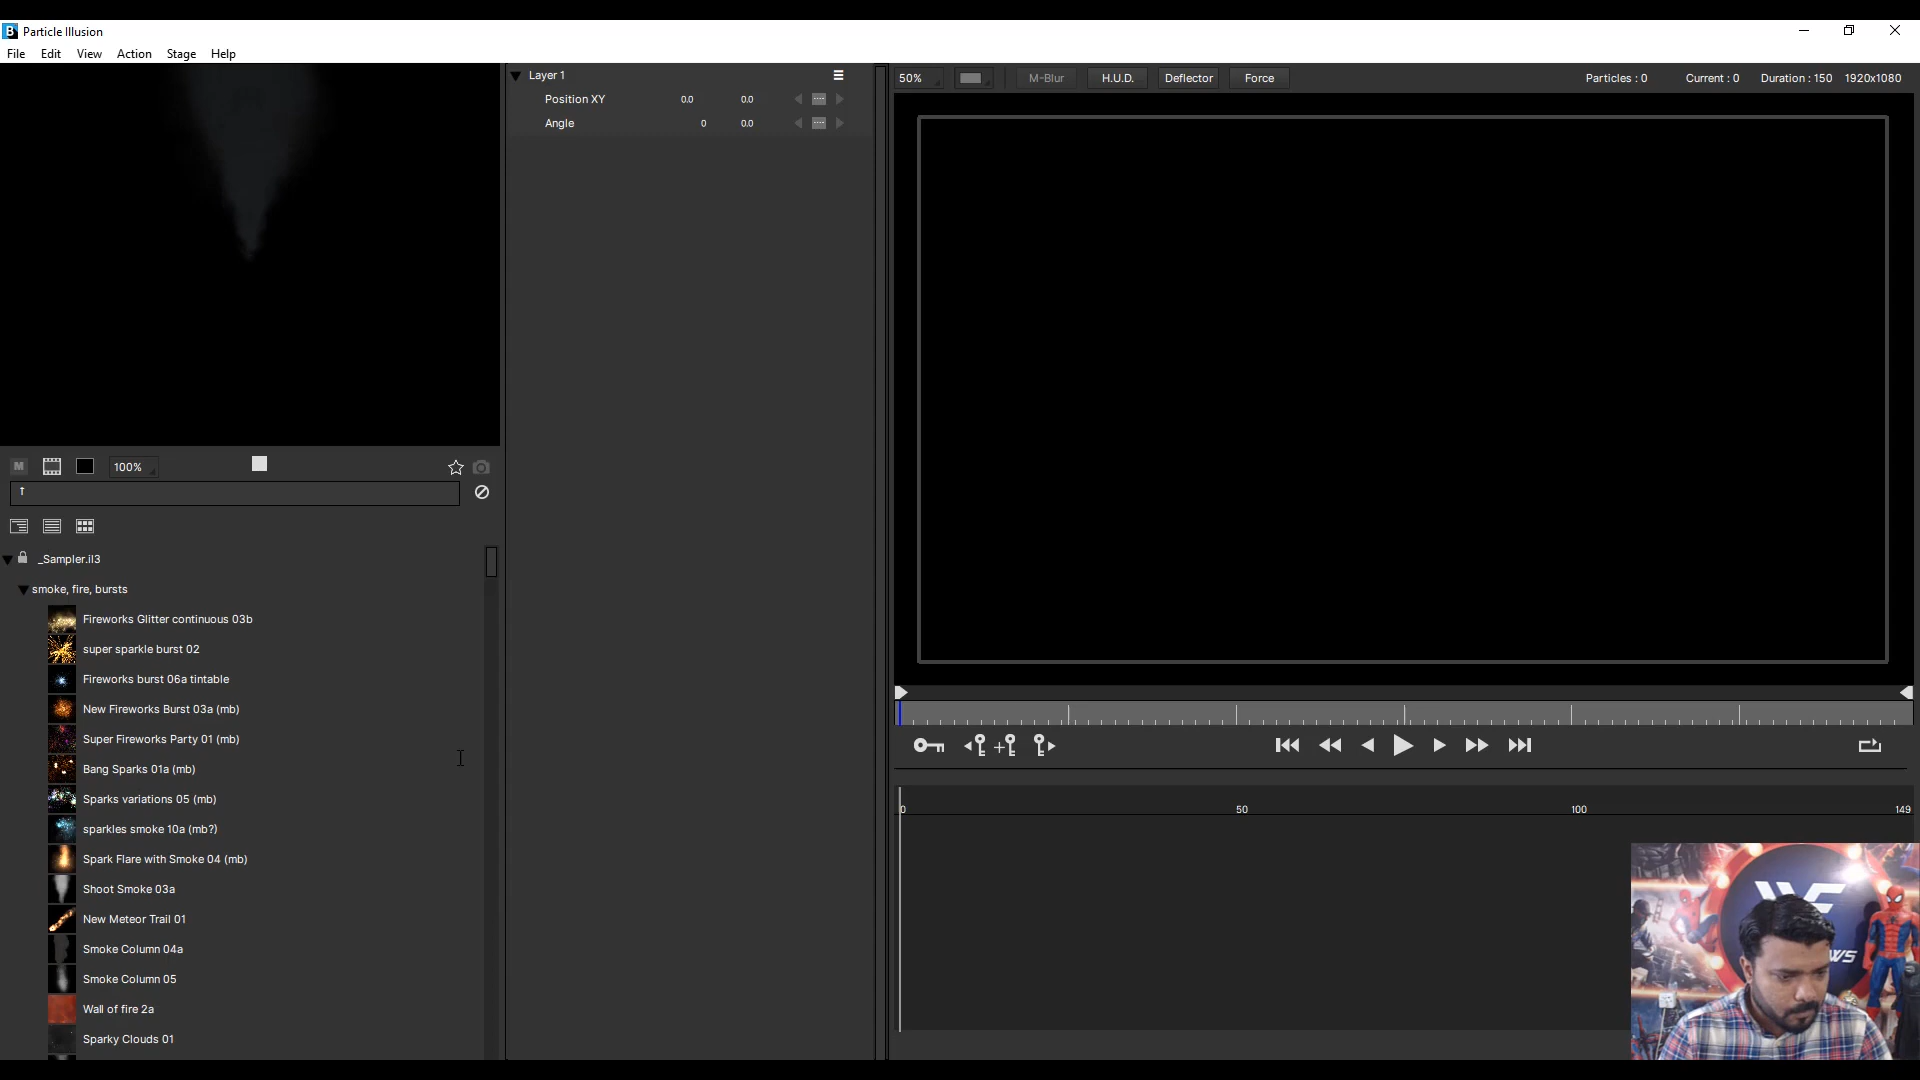 Particle Illusion
File Edit View Action Stage Help
Layer 1
Position XY 0.0 0.0
Angle 0 0.0
50% M-Blur H.U.D. Deflector Force Particles : 0 Current : 0 Duration : 150 1920x1080
M 100%
t
_Sampler.il3
smoke, fire, bursts
Fireworks Glitter continuous 03b
super sparkle burst 02
Fireworks burst 06a tintable
New Fireworks Burst 03a (mb)
Super Fireworks Party 01 (mb)
Bang Sparks 01a (mb)
Sparks variations 05 (mb)
sparkles smoke 10a (mb?)
Spark Flare with Smoke 04 (mb)
Shoot Smoke 03a
New Meteor Trail 01
Smoke Column 04a
Smoke Column 05
Wall of fire 2a
Sparky Clouds 01
0 50 100 149